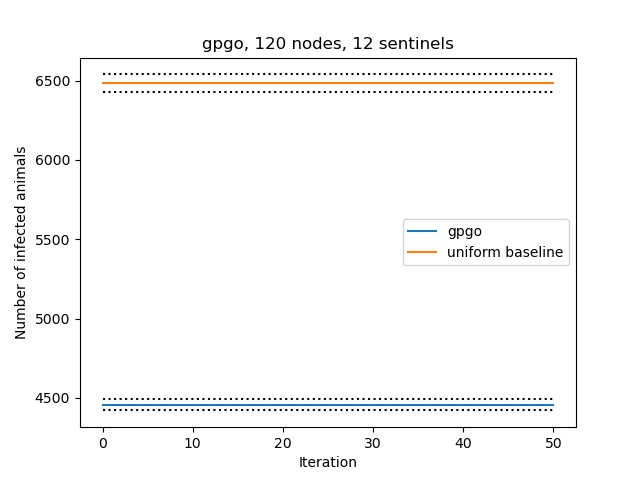 gpgo, 120 nodes, 12 sentinels
Number of infected animals
6500
6000
5500
5000
4500
gpgo
uniform baseline
0 10 20 30 40 50
Iteration